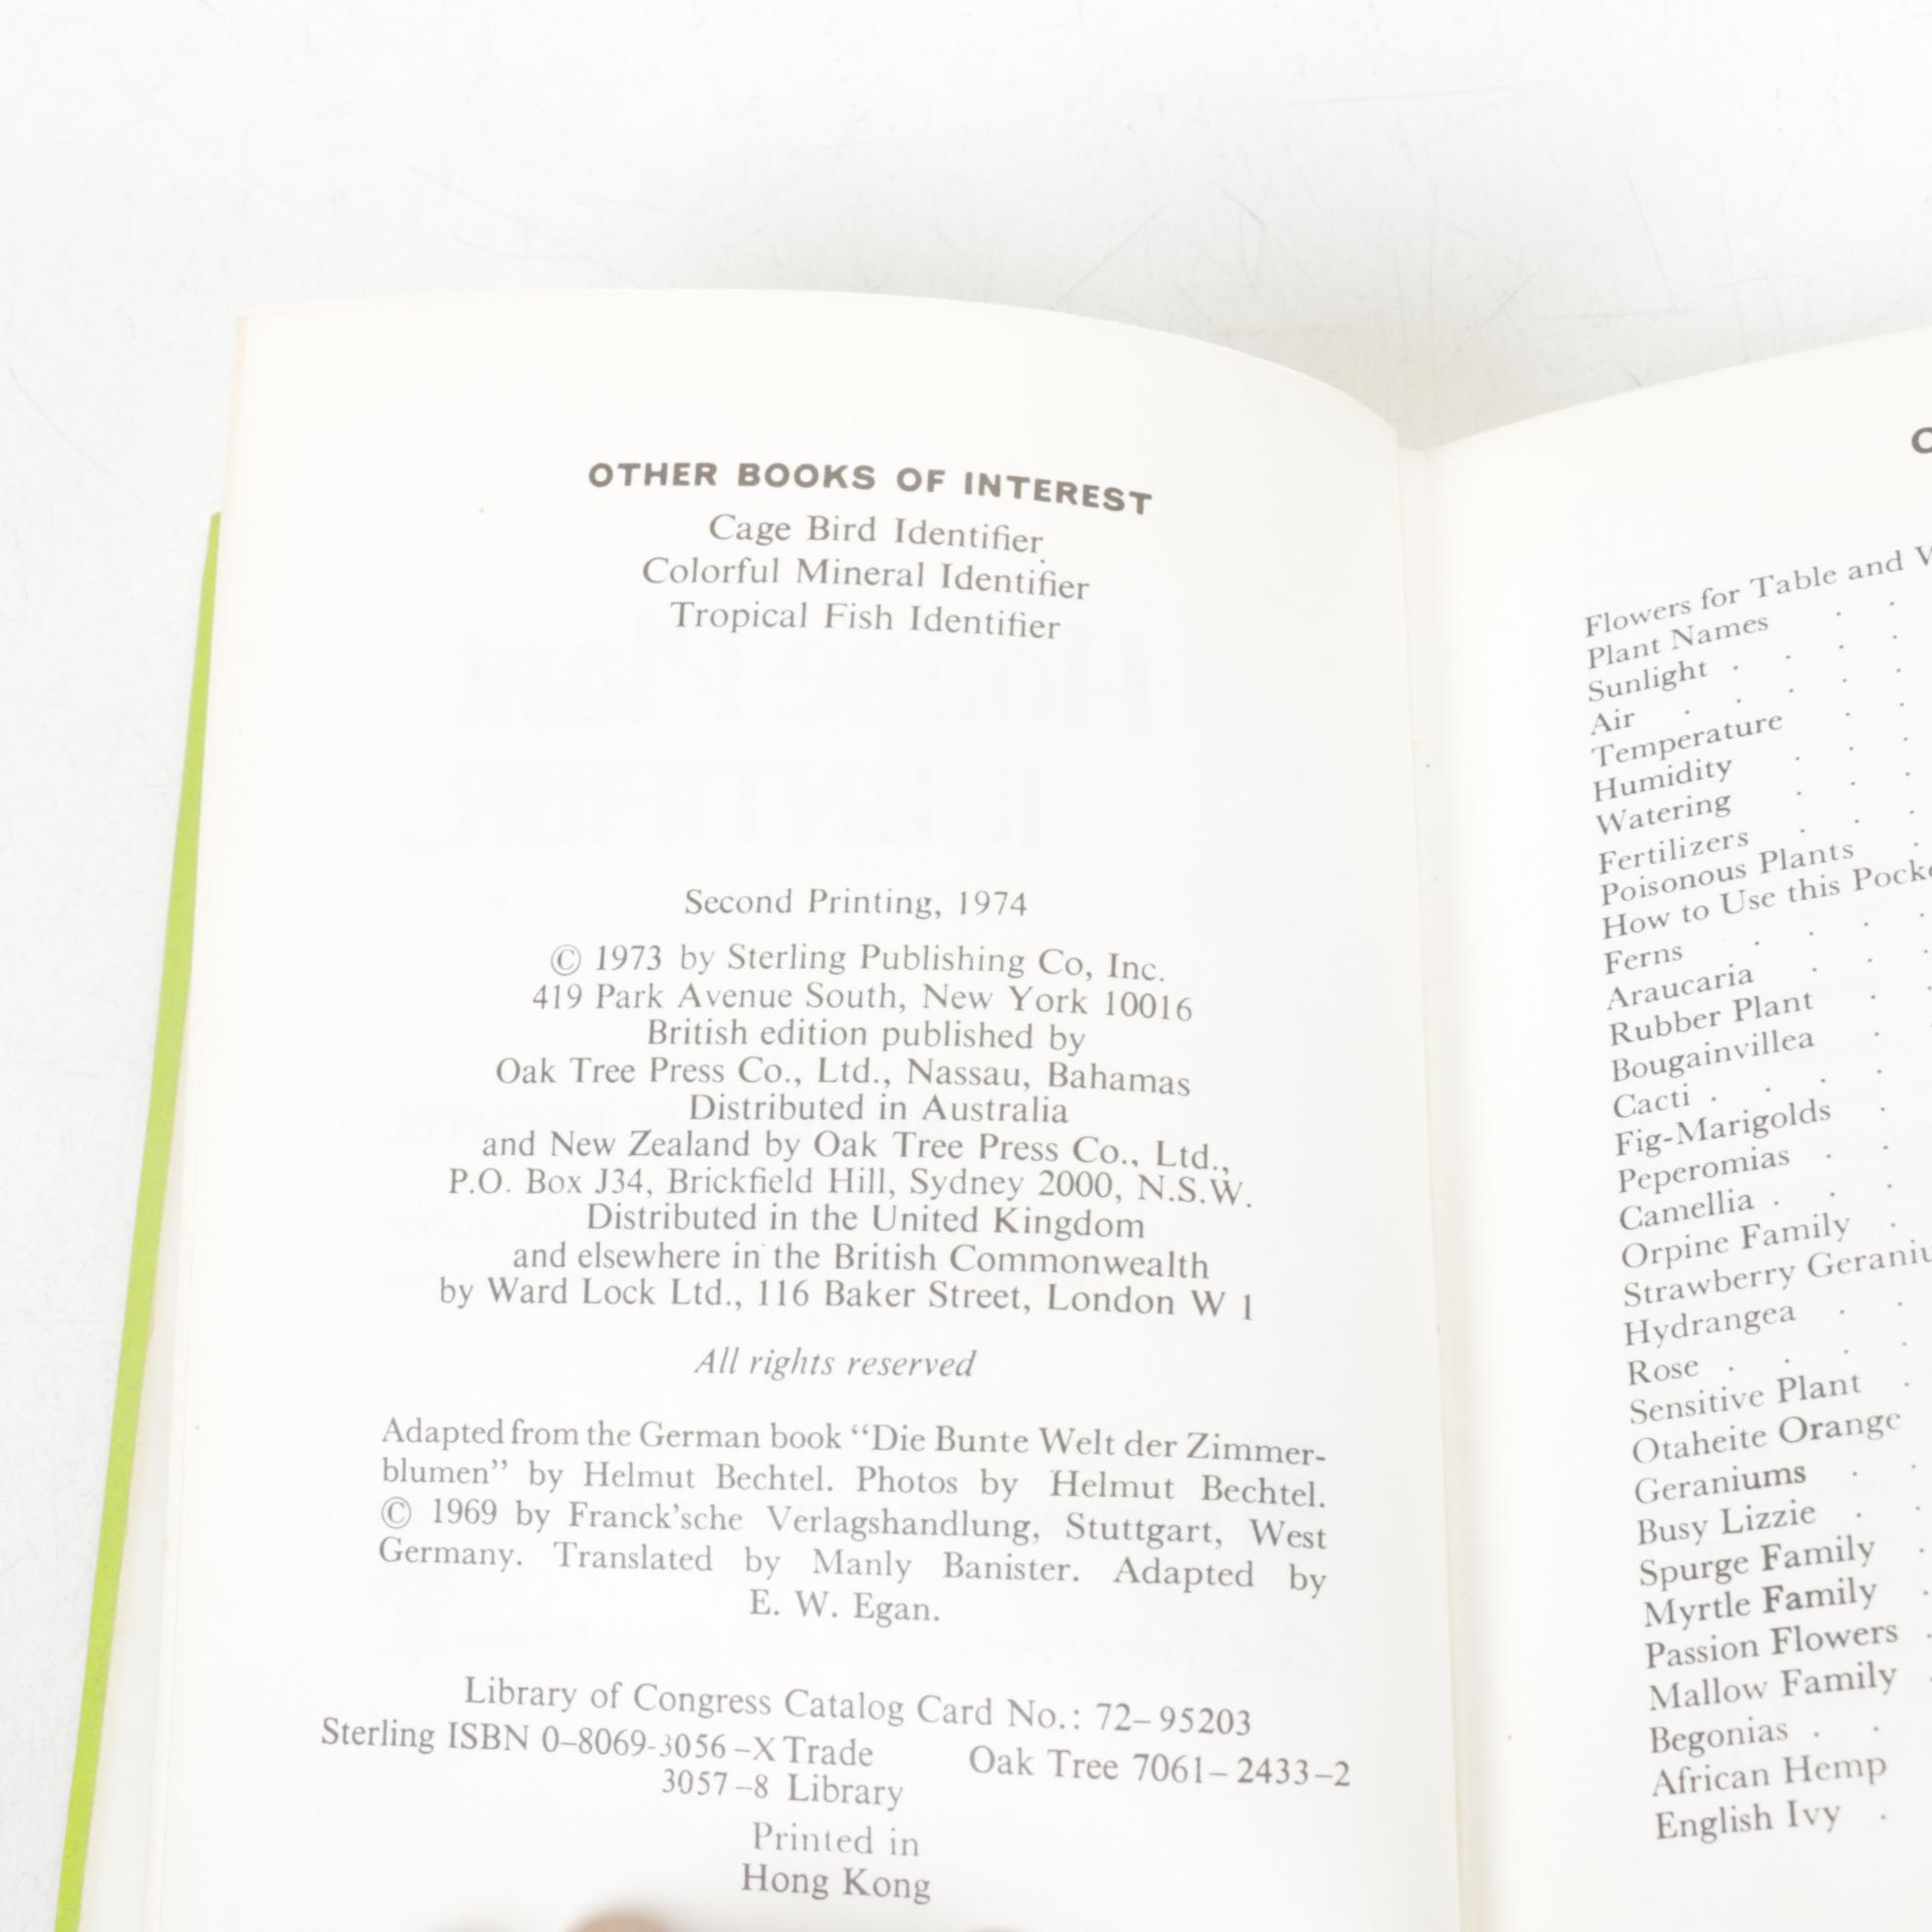 OTHER BOOKS OF INTEREST
Cage Bird Identifier
Colorful Mineral Identifier
Tropical Fish Identifier
Second Printing, 1974
© 1973 by Sterling Publishing Co, Inc.
419 Park Avenue South, New York 10016
British edition published by
Oak Tree Press Co., Ltd., Nassau, Bahamas
Distributed in Australia
and New Zealand by Oak Tree Press Co., Ltd.,
P.O. Box J34, Brickfield Hill, Sydney 2000, N.S.W.
Distributed in the United Kingdom
and elsewhere in the British Commonwealth
by Ward Lock Ltd., 116 Baker Street, London W 1
All rights reserved
Adapted from the German book “Die Bunte Welt der Zimmer-
blumen” by Helmut Bechtel. Photos by Helmut Bechtel.
© 1969 by Franck'sche Verlagshandlung, Stuttgart, West
Germany. Translated by Manly Banister. Adapted by
E. W. Egan.
Library of Congress Catalog Card No.: 72–95203
Sterling ISBN 0–8069-3056–X Trade Oak Tree 7061–2433–2
3057–8 Library
Printed in
Hong Kong
Flowers for Table and
Plant Names . .
Sunlight . . . .
Air . . . . .
Temperature . .
Humidity . . .
Watering . . .
Fertilizers . . .
Poisonous Plants .
How to Use this
Ferns . . . .
Araucaria . . .
Rubber Plant . .
Bougainvillea .
Cacti . . . .
Fig-Marigolds .
Peperomias . .
Camellia . . .
Orpine Family .
Strawberry
Hydrangea . .
Rose . . . .
Sensitive Plant .
Otaheite Orange
Geraniums . .
Busy Lizzie . .
Spurge Family .
Myrtle Family .
Passion Flowers .
Mallow Family .
Begonias . .
African Hemp
English Ivy .